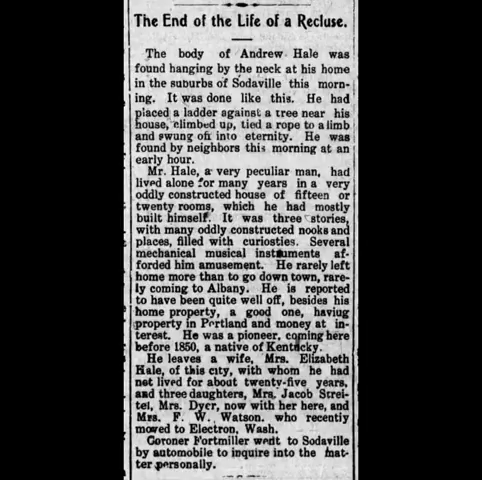 The End of the Life of a Recluse.
The body of Andrew Hale was
found hanging by the neck at his home
in the suburbs of Sodaville this morn-
ing. It was done like this. He had
placed a ladder against a tree near his
house, climbed up, tied a rope to a limb
and swung off into eternity. He was
found by neighbors this morning at an
early hour.
Mr. Hale, a very peculiar man, had
lived alone for many years in a very
oddly constructed house of fifteen or
twenty rooms, which he had mostly
built himself. It was three stories,
with many oddly constructed nooks and
places, filled with curiosties. Several
mechanical musical instruments af-
forded him amusement. He rarely left
home more than to go down town, rare-
ly coming to Albany. He is reported
to have been quite well off, besides his
home property, a good one, having
property in Portland and money at in-
terest. He was a pioneer, coming here
before 1850, a native of Kentucky.
He leaves a wife, Mrs. Elizabeth
Hale, of this city, with whom he had
not lived for about twenty-five years,
and three daughters, Mrs. Jacob Strei-
tel, Mrs. Dyer, now with her here, and
Mrs. F. W. Watson, who recently
moved to Electron, Wash.
Coroner Fortmiller went to Sodaville
by automobile to inquire into the mat-
ter personally.